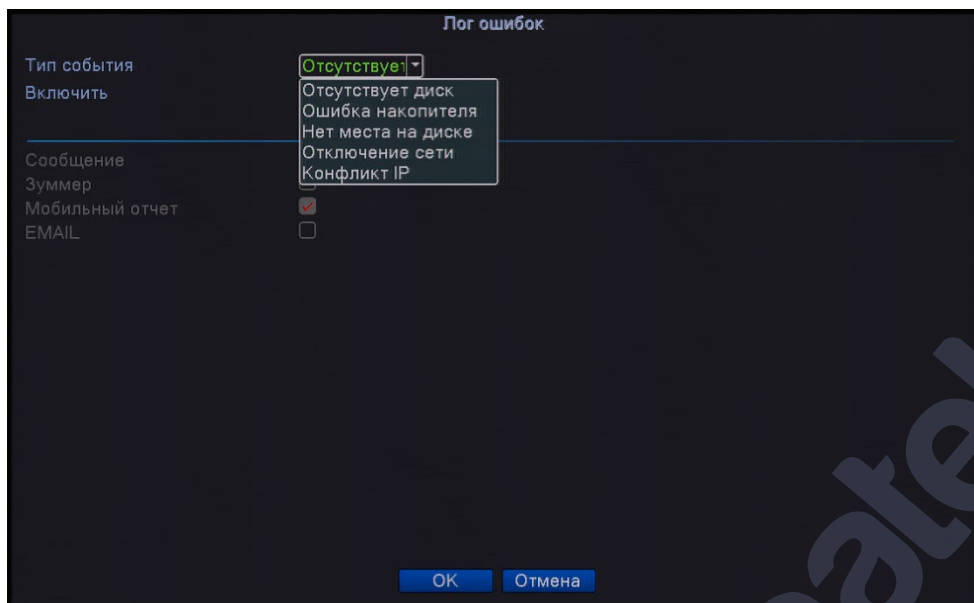 Лог ошибок
Тип события Отсутствует
Включить Отсутствует диск
Ошибка накопителя
Нет места на диске
Отключение сети
Конфликт IP
Сообщение
Зуммер
Мобильный отчет
EMAIL
OK Отмена